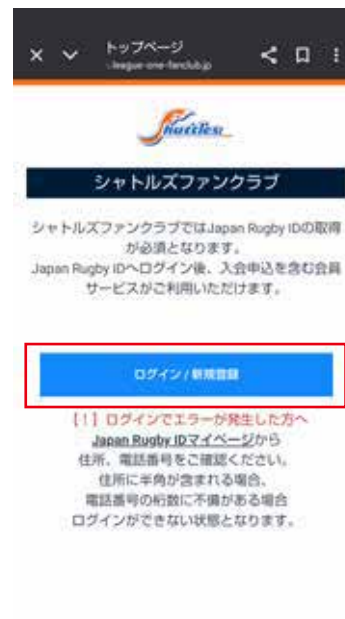 トップページ
league-one-fanclub.jp
Shuttles
シャトルズファンクラブ
シャトルズファンクラブではJapan Rugby IDの取得
が必須となります。
Japan Rugby IDへログイン後、入会申込を含む会員
サービスがご利用いただけます。
ログイン / 新規登録
【!】ログインでエラーが発生した方へ
Japan Rugby IDマイページから
住所、電話番号をご確認ください。
住所に半角が含まれる場合、
電話番号の桁数に不備がある場合
ログインができない状態となります。